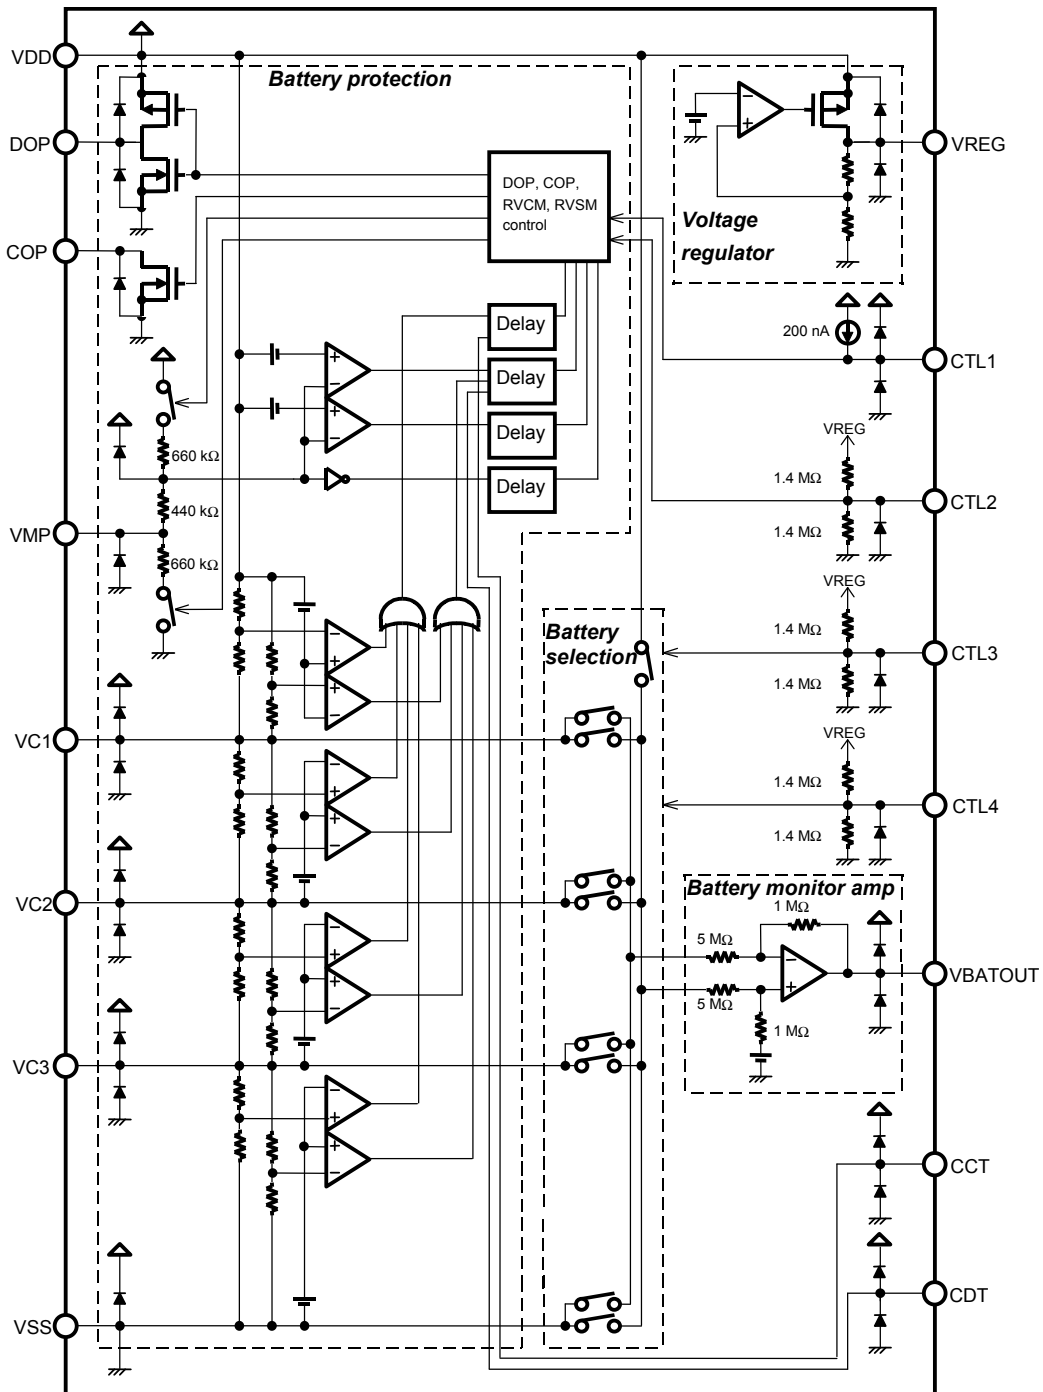 VDD
Battery protection
DOP
DOP, COP,
RVCM, RVSM
control
VREG
Voltage
regulator
COP
Delay
200 nA
CTL1
Delay
Delay
VREG
660 kΩ
1.4 MΩ
Delay
CTL2
440 kΩ
1.4 MΩ
VMP
660 kΩ
VREG
1.4 MΩ
Battery
selection
CTL3
1.4 MΩ
VREG
VC1
1.4 MΩ
CTL4
1.4 MΩ
Battery monitor amp
VC2
1 MΩ
5 MΩ
VBATOUT
5 MΩ
1 MΩ
VC3
CCT
CDT
VSS